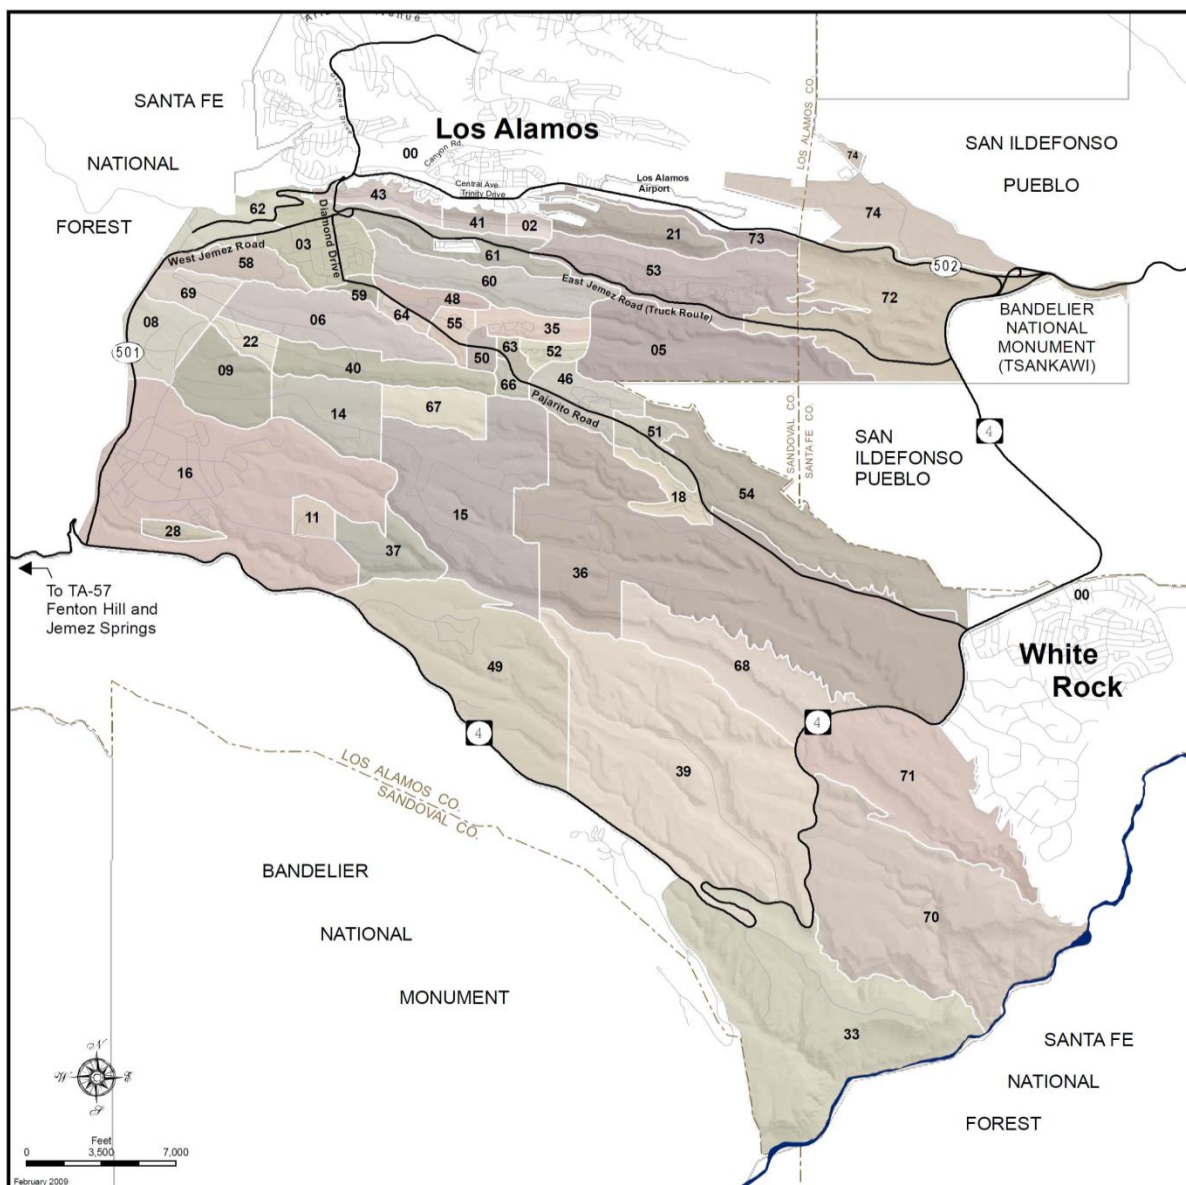 SANTA FE
NATIONAL
FOREST
Los Alamos
00
Canyon Rd.
Central Ave.
Trinity Drive
Los Alamos
Airport
LOS ALAMOS CO.
SAN ILDEFONSO
PUEBLO
74
74
62
43
Diamond Drive
03
41
02
21
73
502
West Jemez Road
58
61
53
East Jemez Road (Truck Route)
72
60
69
59
48
64
55
35
08
06
501
22
50
63
52
05
BANDELIER
NATIONAL
MONUMENT
(TSANKAWI)
09
40
66
46
14
67
Pajarito Road
51
SANDOVAL CO.
SANTA FE CO.
4
SAN
ILDEFONSO
PUEBLO
16
18
54
28
11
15
37
36
To TA-57
Fenton Hill and
Jemez Springs
00
White
Rock
49
68
4
4
39
71
LOS ALAMOS CO.
SANDOVAL CO.
BANDELIER
NATIONAL
MONUMENT
70
33
SANTA FE
NATIONAL
FOREST
N
W
E
S
Feet
0 3,500 7,000
February 2009